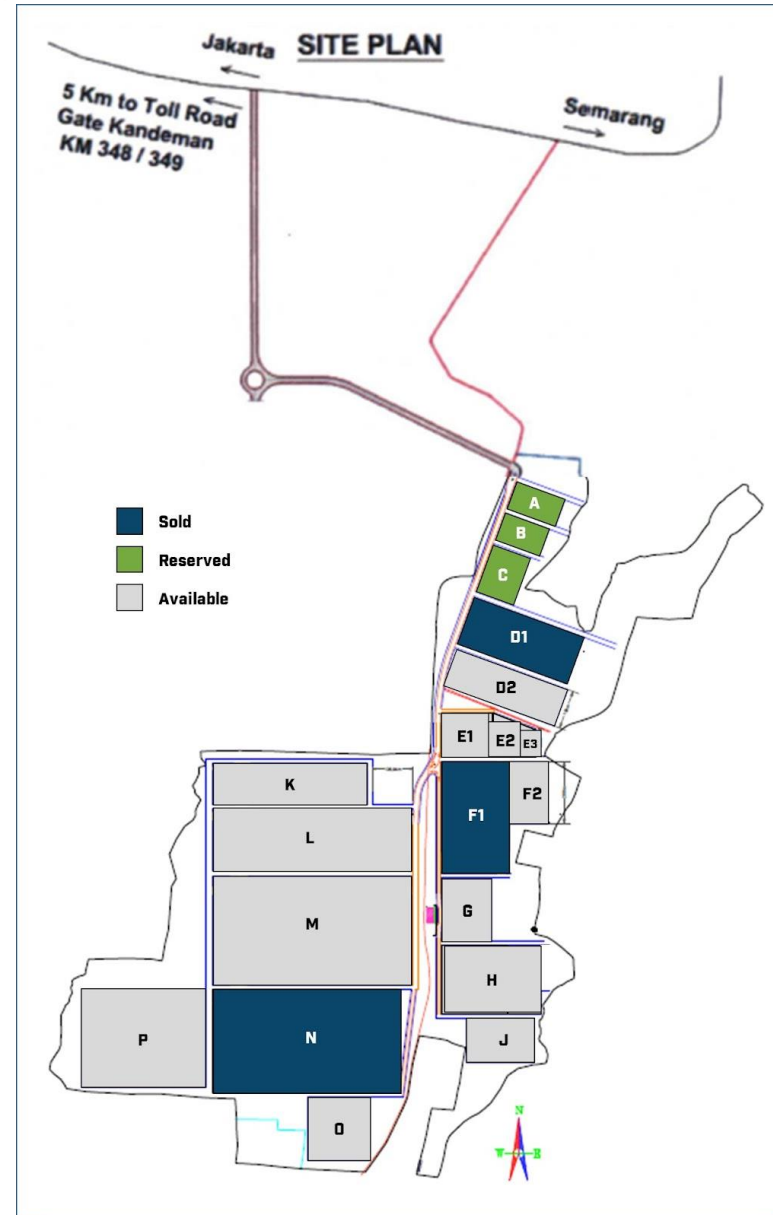 SITE PLAN
Jakarta
5 Km to Toll Road
Gate Kandeman
KM 348 / 349
Semarang
Sold
Reserved
Available
A
B
C
D1
D2
E1
E2
E3
F1
F2
G
H
J
K
L
M
N
O
P
N
W
E